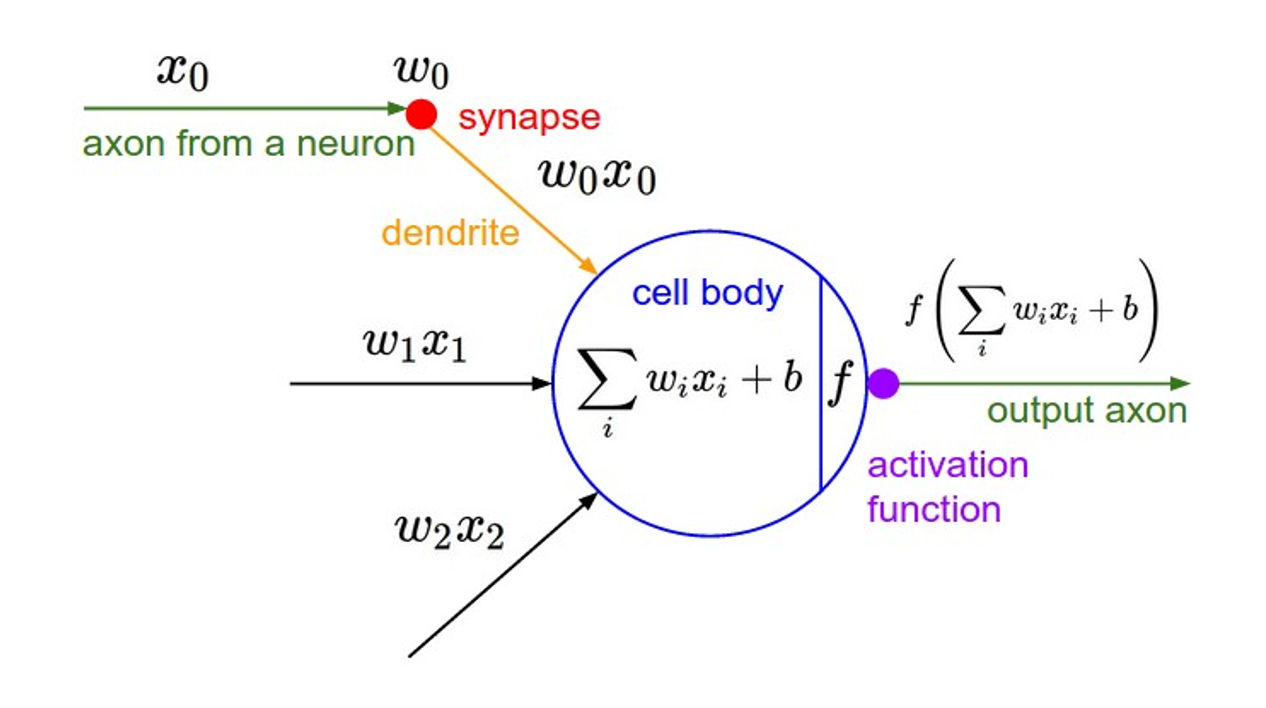 x₀
w₀
synapse
axon from a neuron
w₀x₀
dendrite
cell body
f(∑ᵢ wᵢxᵢ + b)
w₁x₁
∑ᵢ wᵢxᵢ + b
f
output axon
activation
function
w₂x₂